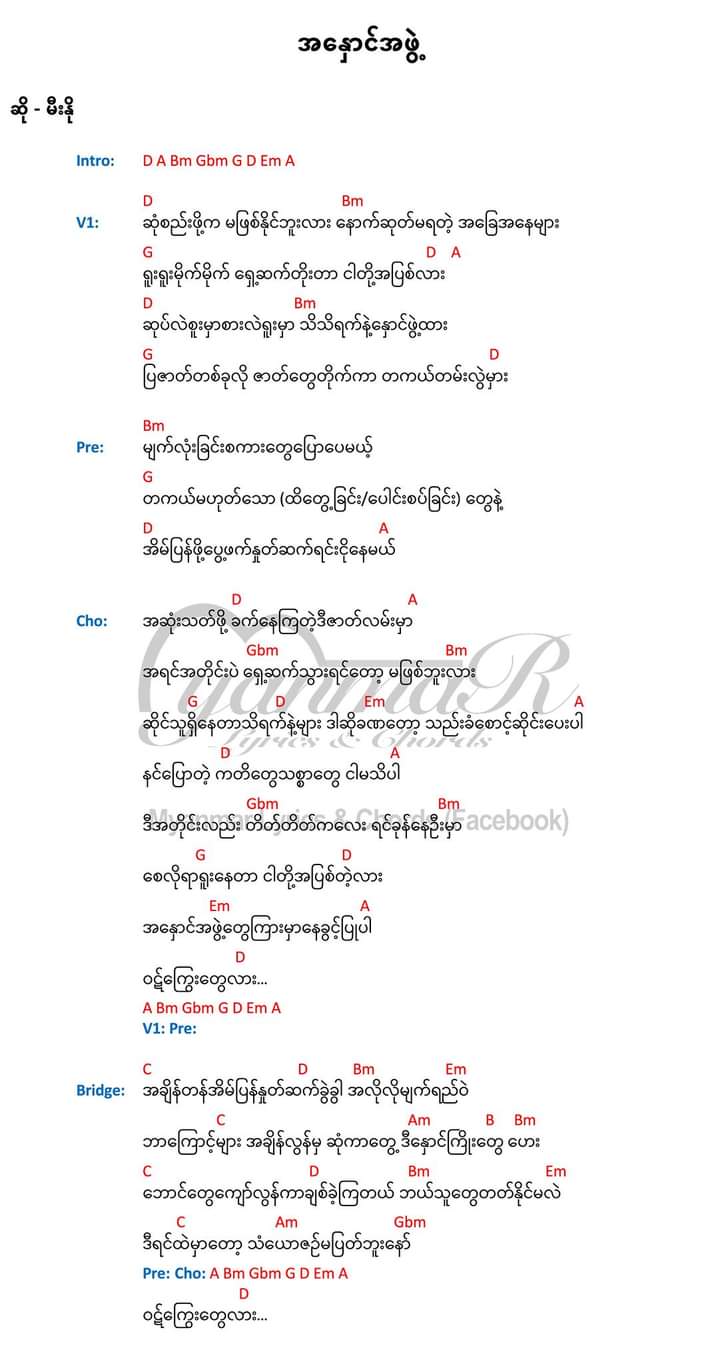 အနှောင်အဖွဲ့
ဆို - မီးနို
Intro: D A Bm Gbm G D Em A
D Bm
V1: ဆုံစည်းဖို့က မဖြစ်နိုင်ဘူးလား နောက်ဆုတ်မရတဲ့ အခြေအနေများ
G D A
ရူးရူးမိုက်မိုက် ရှေ့ဆက်တိုးတာ ငါတို့အပြစ်လား
D Bm
ဆုပ်လဲစူးမှာစားလဲရူးမှာ သိသိရက်နဲ့နှောင်ဖွဲ့ထား
G D
ပြဇာတ်တစ်ခုလို ဇာတ်တွေတိုက်ကာ တကယ်တမ်းလွဲမှား
Bm
Pre: မျက်လုံးခြင်းစကားတွေပြောပေမယ့်
G
တကယ်မဟုတ်သော (ထိတွေ့ခြင်း/ပေါင်းစပ်ခြင်း) တွေနဲ့
D A
အိမ်ပြန်ဖို့ပွေ့ဖက်နှုတ်ဆက်ရင်းငိုနေမယ်
D A
Cho: အဆုံးသတ်ဖို့ ခက်နေကြတဲ့ဒီဇာတ်လမ်းမှာ
Gbm Bm
အရင်အတိုင်းပဲ ရှေ့ဆက်သွားရင်တော့ မဖြစ်ဘူးလား
G D Em A
ဆိုင်သူရှိနေတာသိရက်နဲ့များ ဒါဆိုခဏတော့ သည်းခံစောင့်ဆိုင်းပေးပါ
D A
နင်ပြောတဲ့ ကတိတွေသစ္စာတွေ ငါမသိပါ
Gbm Bm
ဒီအတိုင်းလည်း တိတ်တိတ်ကလေး ရင်ခုန်နေဦးမှာ
G D
စေလိုရာရူးနေတာ ငါတို့အပြစ်တဲ့လား
Em A
အနှောင်အဖွဲ့တွေကြားမှာနေခွင့်ပြုပါ
D
ဝဋ်ကြွေးတွေလား...
A Bm Gbm G D Em A
V1: Pre:
C D Bm Em
Bridge: အချိန်တန်အိမ်ပြန်နှုတ်ဆက်ခွဲခွါ အလိုလိုမျက်ရည်ဝဲ
C Am B Bm
ဘာကြောင့်များ အချိန်လွန်မှ ဆုံကာတွေ့ ဒီနှောင်ကြိုးတွေ ဟေး
C D Bm Em
ဘောင်တွေကျော်လွန်ကာချစ်ခဲ့ကြတယ် ဘယ်သူတွေတတ်နိုင်မလဲ
C Am Gbm
ဒီရင်ထဲမှာတော့ သံယောဇဉ်မပြတ်ဘူးနော်
Pre: Cho: A Bm Gbm G D Em A
D
ဝဋ်ကြွေးတွေလား...
MyanmaR
Lyrics & Chords
Myanmar Lyrics & Chords (Facebook)